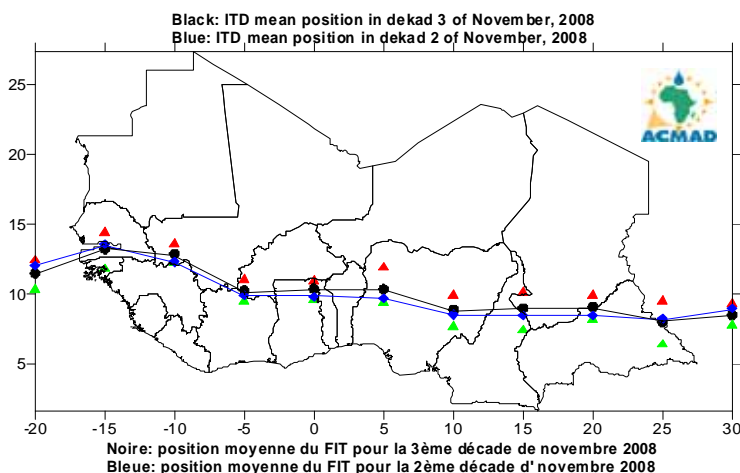 Black: ITD mean position in dekad 3 of November, 2008
Blue: ITD mean position in dekad 2 of November, 2008
ACMAD
25
20
15
10
5
-20 -15 -10 -5 0 5 10 15 20 25 30
Noire: position moyenne du FIT pour la 3ème décade de novembre 2008
Bleue: position moyenne du FIT pour la 2ème décade d' novembre 2008